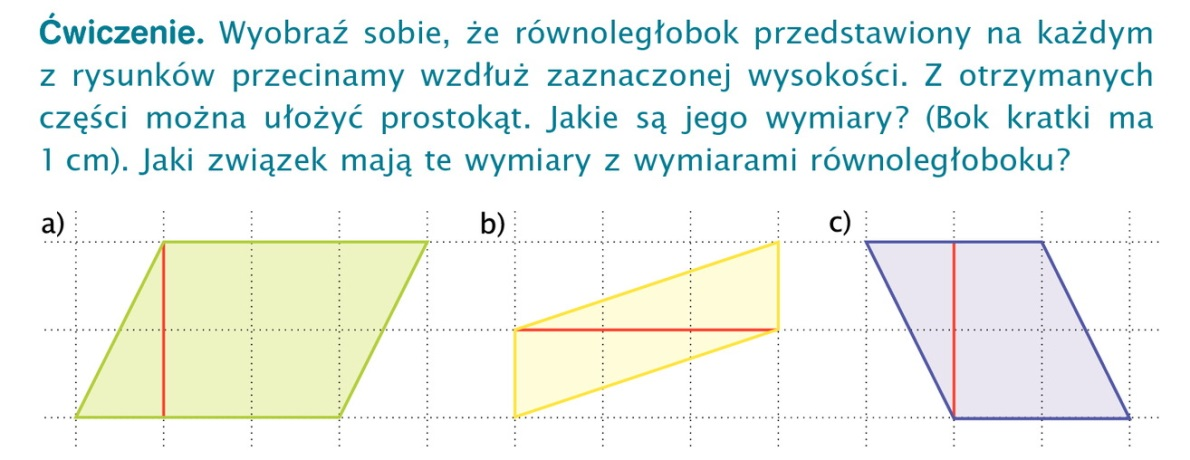 Ćwiczenie. Wyobraź sobie, że równoległobok przedstawiony na każdym
z rysunków przecinamy wzdłuż zaznaczonej wysokości. Z otrzymanych
części można ułożyć prostokąt. Jakie są jego wymiary? (Bok kratki ma
1 cm). Jaki związek mają te wymiary z wymiarami równoległoboku?
a) b) c)